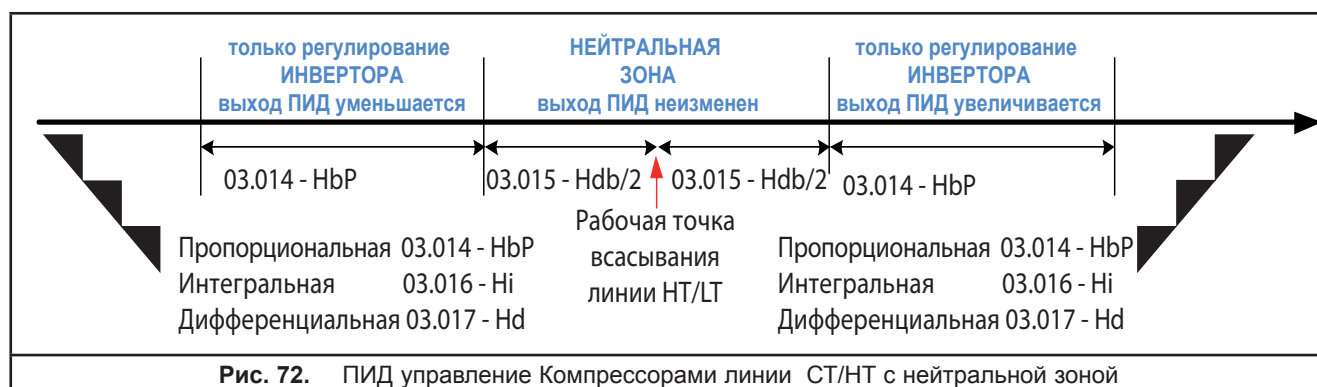 только регулирование
ИНВЕРТОРА
выход ПИД уменьшается
НЕЙТРАЛЬНАЯ
ЗОНА
выход ПИД неизменен
только регулирование
ИНВЕРТОРА
выход ПИД увеличивается
03.014 - HbP
03.015 - Hdb/2
03.015 - Hdb/2
03.014 - HbP
Рабочая точка
всасывания
линии HT/LT
Пропорциональная 03.014 - HbP
Интегральная 03.016 - Hi
Дифференциальная 03.017 - Hd
Пропорциональная 03.014 - HbP
Интегральная 03.016 - Hi
Дифференциальная 03.017 - Hd
Рис. 72. ПИД управление Компрессорами линии СТ/НТ с нейтральной зоной